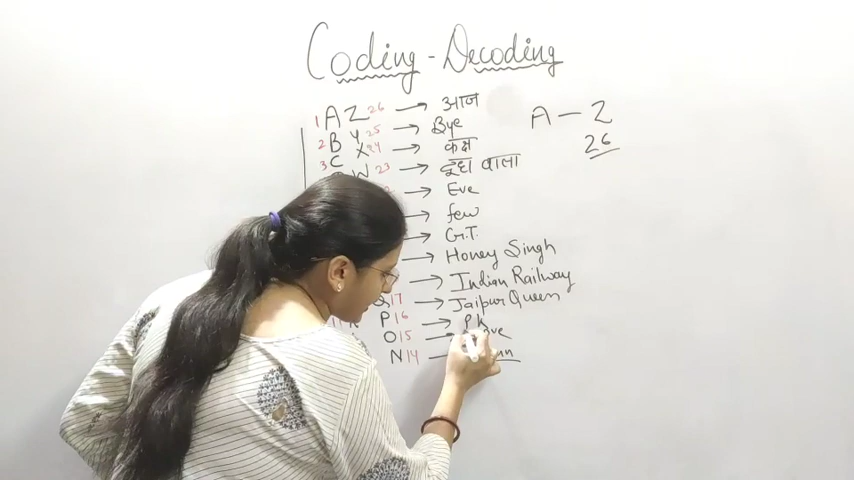 Coding - Decoding
1 A Z 26 → आज
2 B Y 25 → Bye
3 C X 24 → कक्ष
W 23 → दूध वाला
→ Eve
→ few
→ G.T.
→ Honey Singh
→ Indian Railway
Q 17 → Jaipur Queen
P 16 → PK
O 15 →
N 14 →
A — Z
26